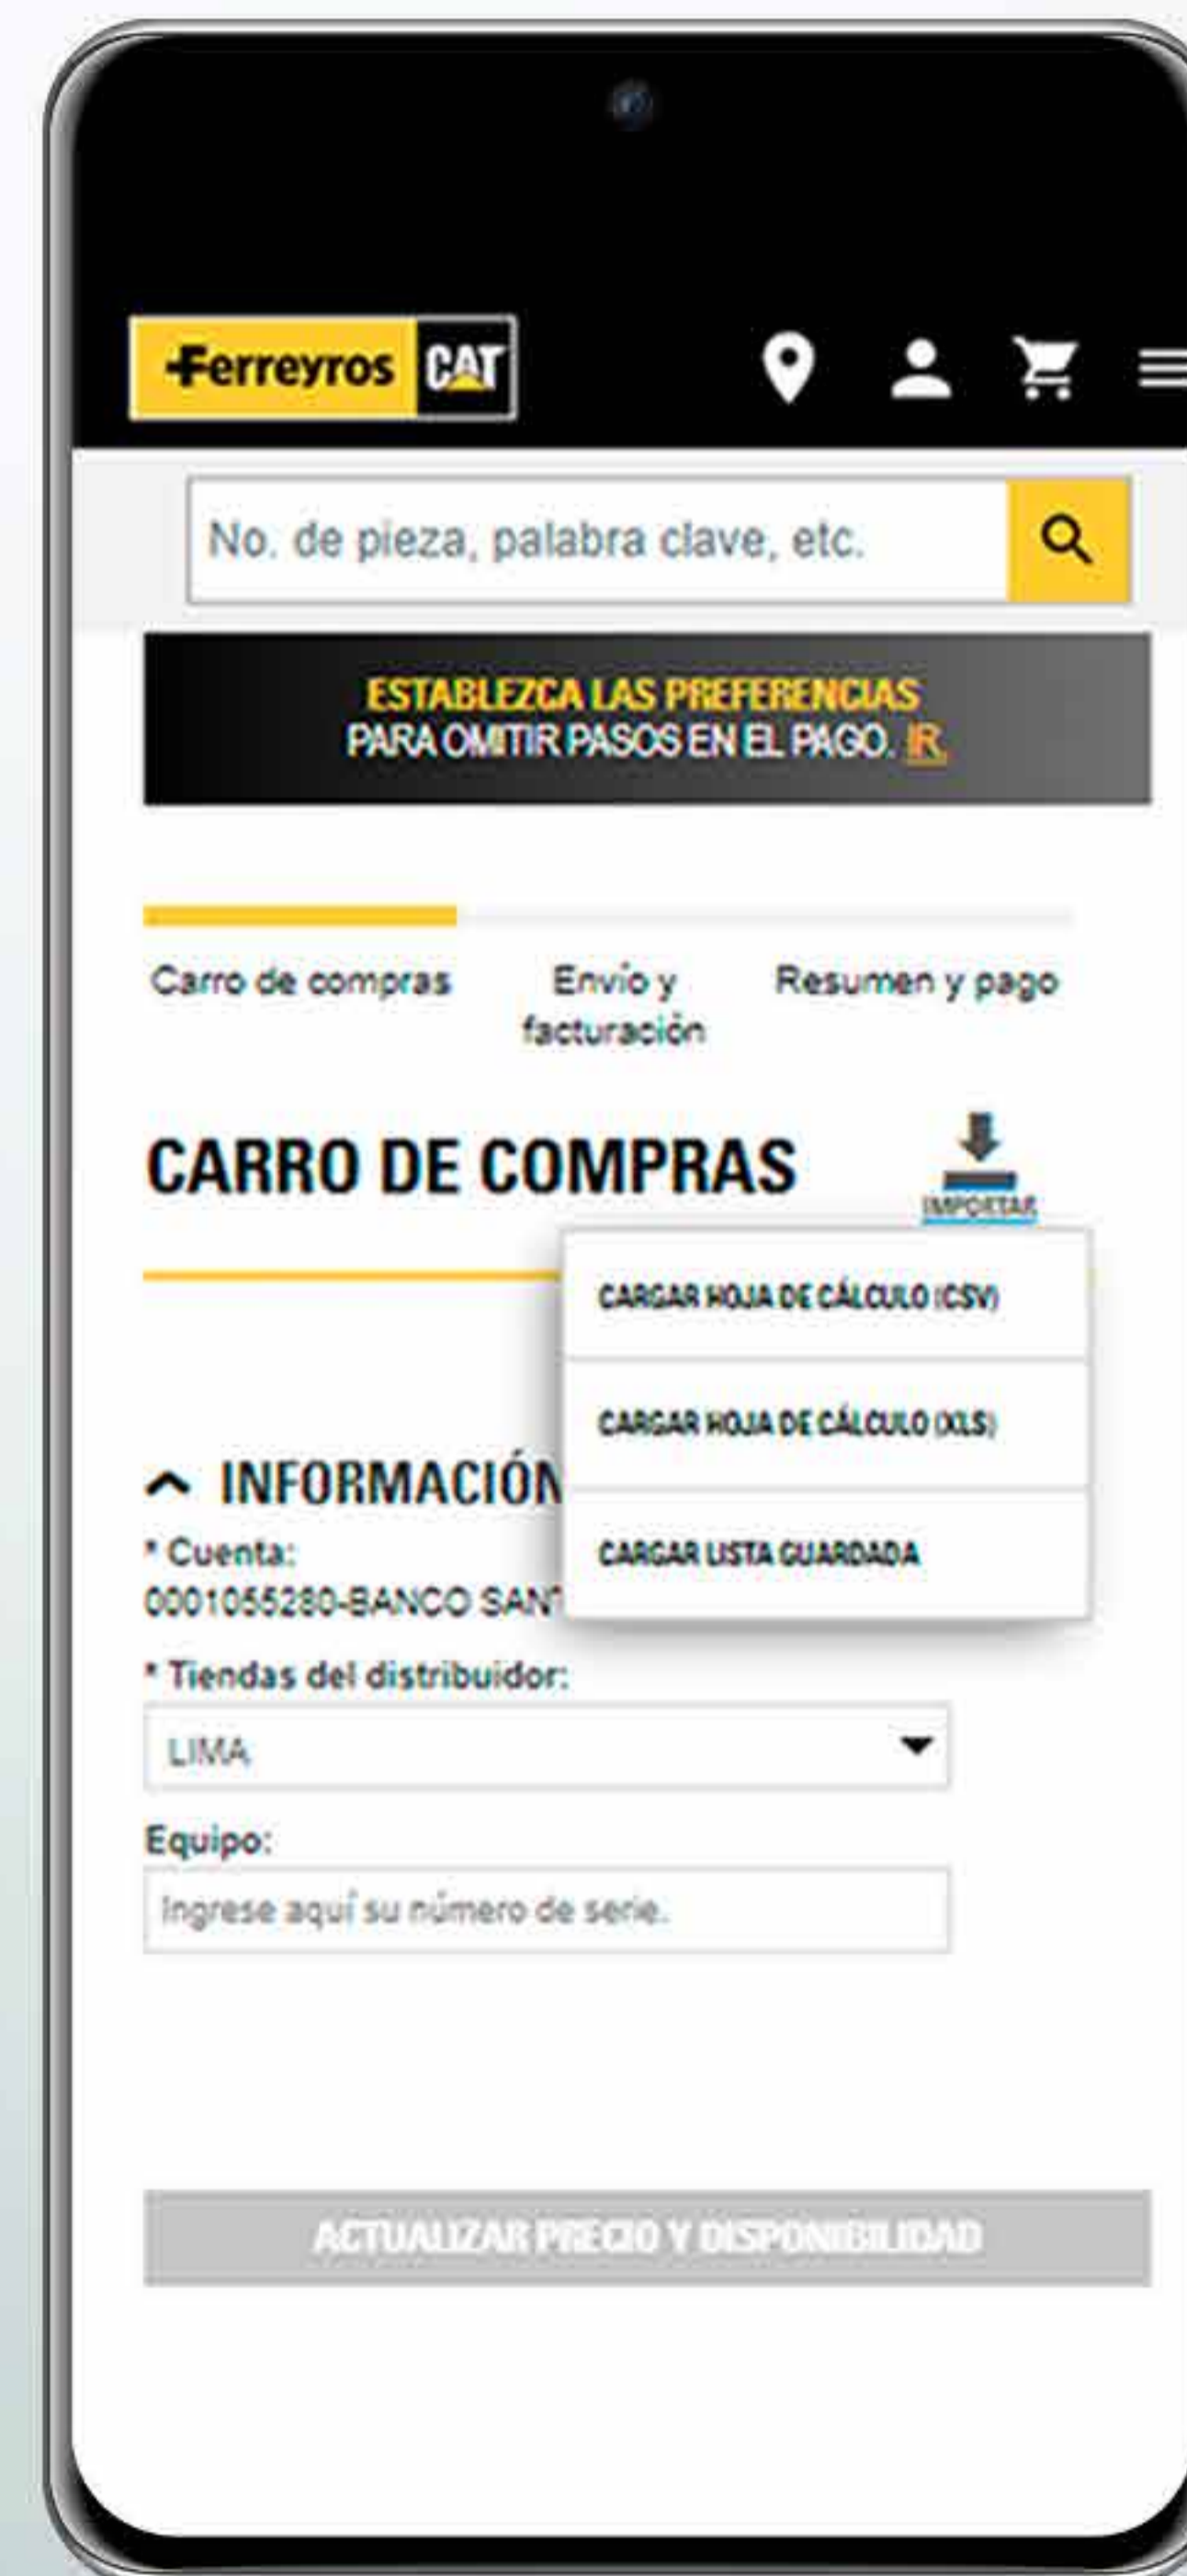 Ferreyros CAT
No. de pieza, palabra clave, etc.
ESTABLEZCA LAS PREFERENCIAS
PARA OMITIR PASOS EN EL PAGO. IR.
Carro de compras
Envío y
facturación
Resumen y pago
CARRO DE COMPRAS
IMPORTAR
CARGAR HOJA DE CÁLCULO (CSV)
CARGAR HOJA DE CÁLCULO (XLS)
CARGAR LISTA GUARDADA
INFORMACIÓN
* Cuenta:
0001055280-BANCO SANT
* Tiendas del distribuidor:
LIMA
Equipo:
Ingrese aquí su número de serie.
ACTUALIZAR PRECIO Y DISPONIBILIDAD